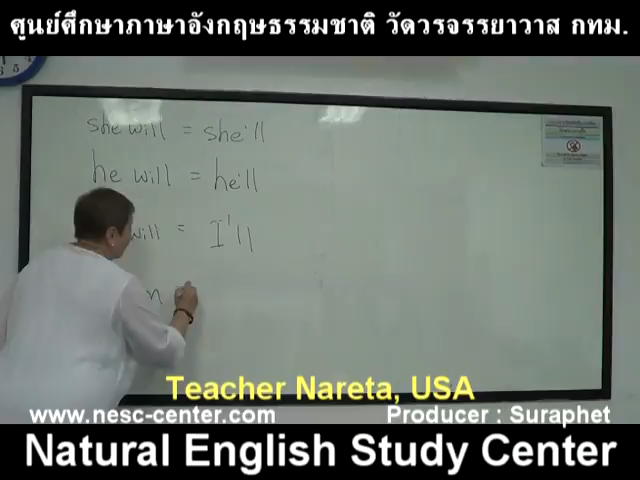 ศูนย์ศึกษาภาษาอังกฤษธรรมชาติ วัดวรจรรยาวาส กทม.
she will = she'll
he will = he'll
will = I'll
Teacher Nareta, USA
www.nesc-center.com Producer : Suraphet
Natural English Study Center